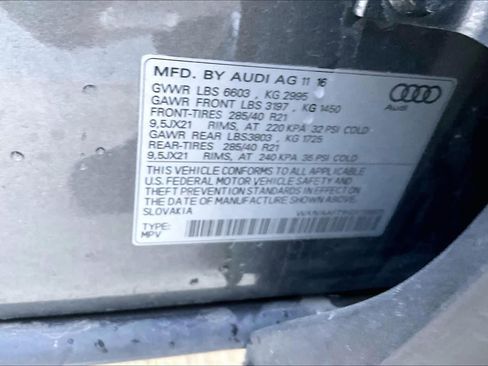 MFD. BY AUDI AG 11 16
GVWR LBS 6603 , KG 2995
GAWR FRONT LBS 3197 , KG 1450
FRONT-TIRES 285/40 R21
9,5JX21 RIMS, AT 220 KPA 32 PSI COLD
GAWR REAR LBS3803 , KG 1725
REAR-TIRES 285/40 R21
9,5JX21 RIMS, AT 240 KPA 35 PSI COLD
Audi
THIS VEHICLE CONFORMS TO ALL APPLICABLE
U.S. FEDERAL MOTOR VEHICLE SAFETY AND
THEFT PREVENTION STANDARDS IN EFFECT ON
THE DATE OF MANUFACTURE SHOWN ABOVE.
SLOVAKIA
TYPE:
MPV